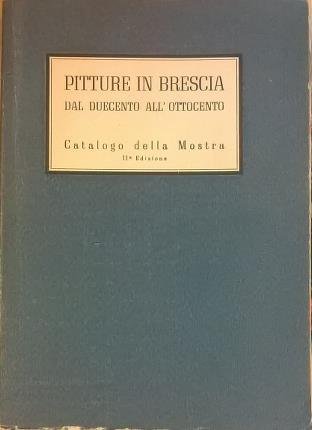 PITTURE IN BRESCIA
DAL DUECENTO ALL'OTTOCENTO
Catalogo della Mostra
IIª Edizione